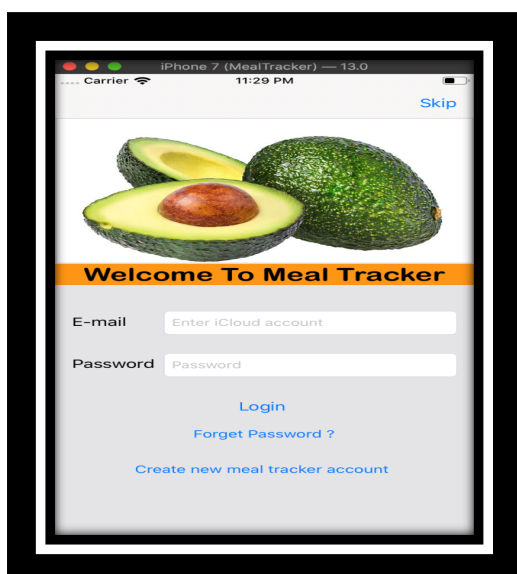 iPhone 7 (MealTracker) — 13.0
Carrier 11:29 PM
Skip
Welcome To Meal Tracker
E-mail Enter iCloud account
Password Password
Login
Forget Password ?
Create new meal tracker account